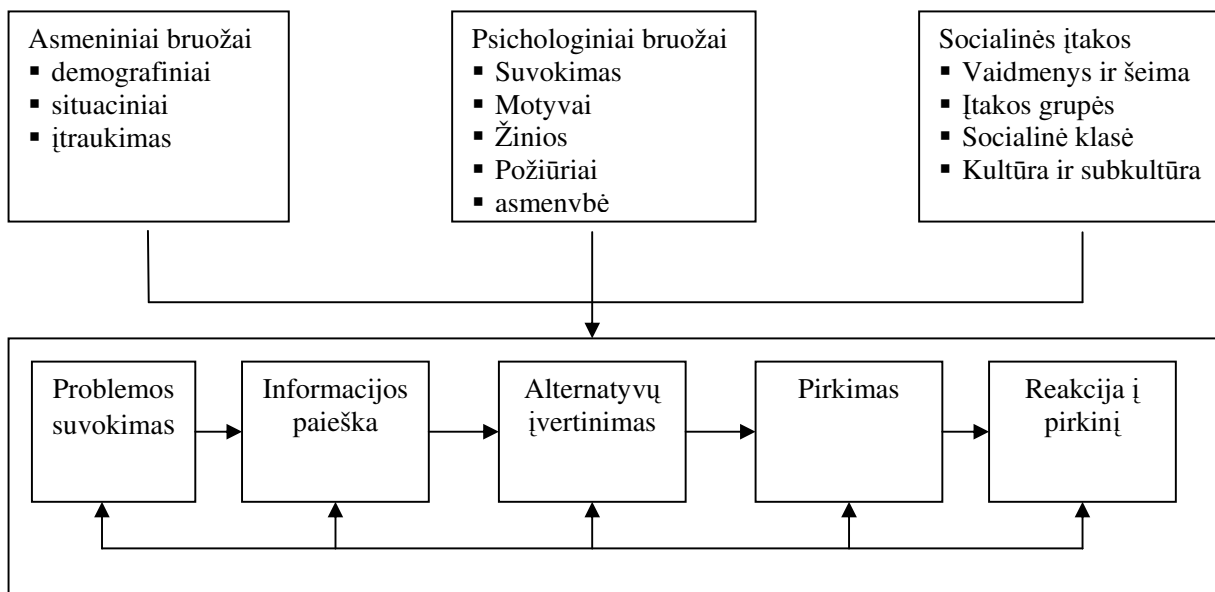 Asmeniniai bruožai
▪ demografiniai
▪ situaciniai
▪ įtraukimas
Psichologiniai bruožai
▪ Suvokimas
▪ Motyvai
▪ Žinios
▪ Požiūriai
▪ asmenybė
Socialinės įtakos
▪ Vaidmenys ir šeima
▪ Įtakos grupės
▪ Socialinė klasė
▪ Kultūra ir subkultūra
Problemos
suvokimas
Informacijos
paieška
Alternatyvų
įvertinimas
Pirkimas
Reakcija į
pirkinį